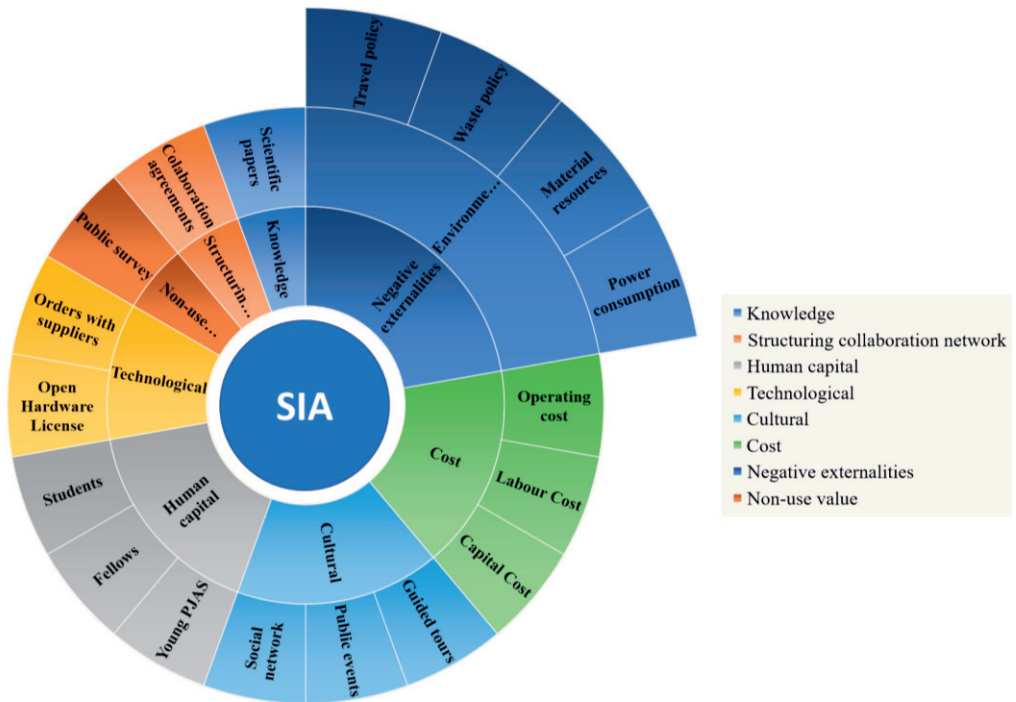 SIA
Negative
externalities
Environme...
Travel policy
Waste policy
Material
resources
Power
consumption
Cost
Operating
cost
Labour Cost
Capital Cost
Cultural
Guided tours
Public events
Social
network
Human
capital
Young PJAS
Fellows
Students
Technological
Open
Hardware
License
Orders with
suppliers
Non-use...
Public survey
Structurin...
Colaboration
agreements
Knowledge
Scientific
papers
Knowledge
Structuring collaboration network
Human capital
Technological
Cultural
Cost
Negative externalities
Non-use value